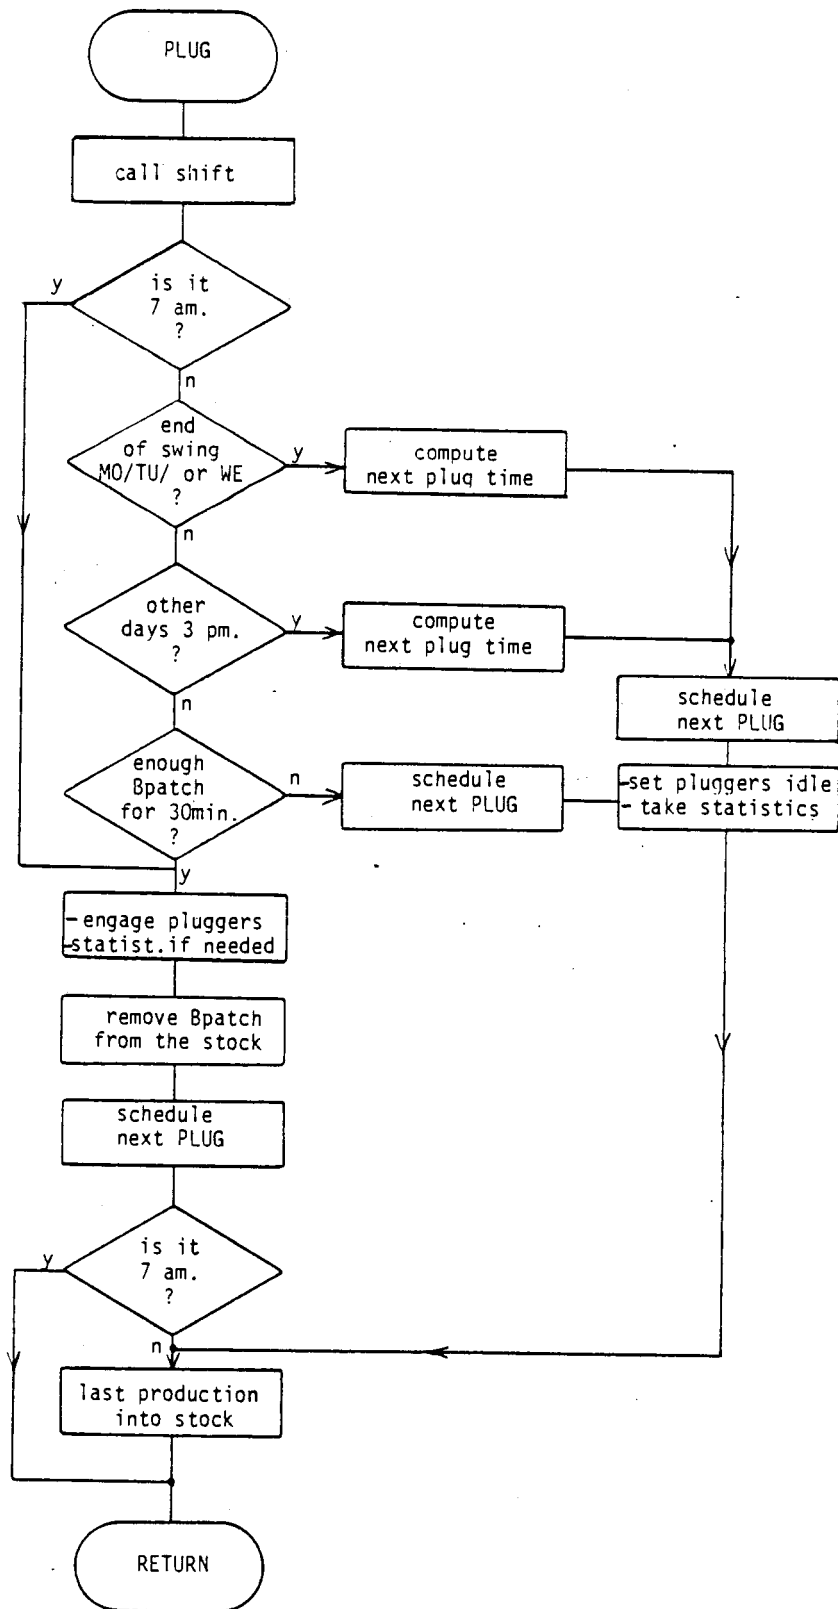 PLUG
call shift
y
is it
7 am.
?
n
end
of swing
MO/TU/ or WE
?
y
compute
next plug time
n
other
days 3 pm.
?
y
compute
next plug time
n
schedule
next PLUG
enough
Bpatch
for 30min.
?
n
schedule
next PLUG
-set pluggers idle
- take statistics
y
-engage pluggers
-statist.if needed
remove Bpatch
from the stock
schedule
next PLUG
y
is it
7 am.
?
n
last production
into stock
RETURN